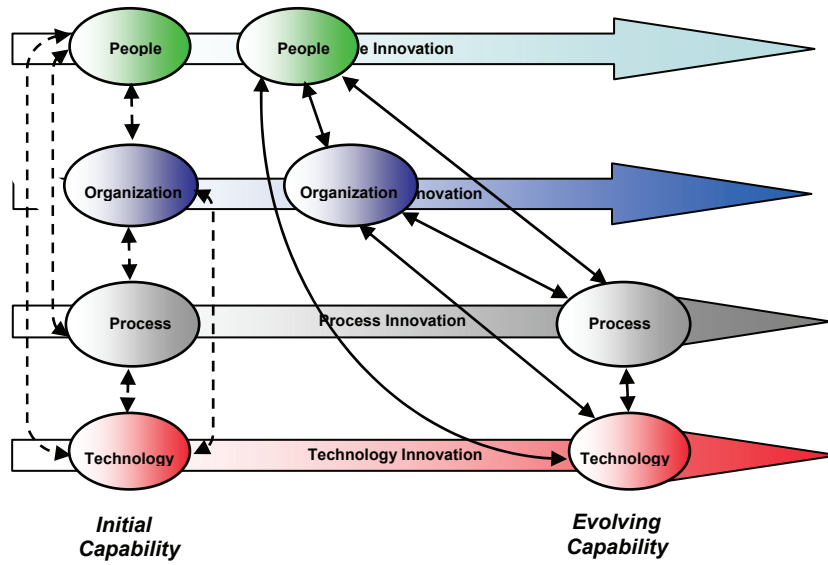 People
People
e Innovation
Organization
Organization
novation
Process
Process Innovation
Process
Technology
Technology Innovation
Technology
Initial
Capability
Evolving
Capability